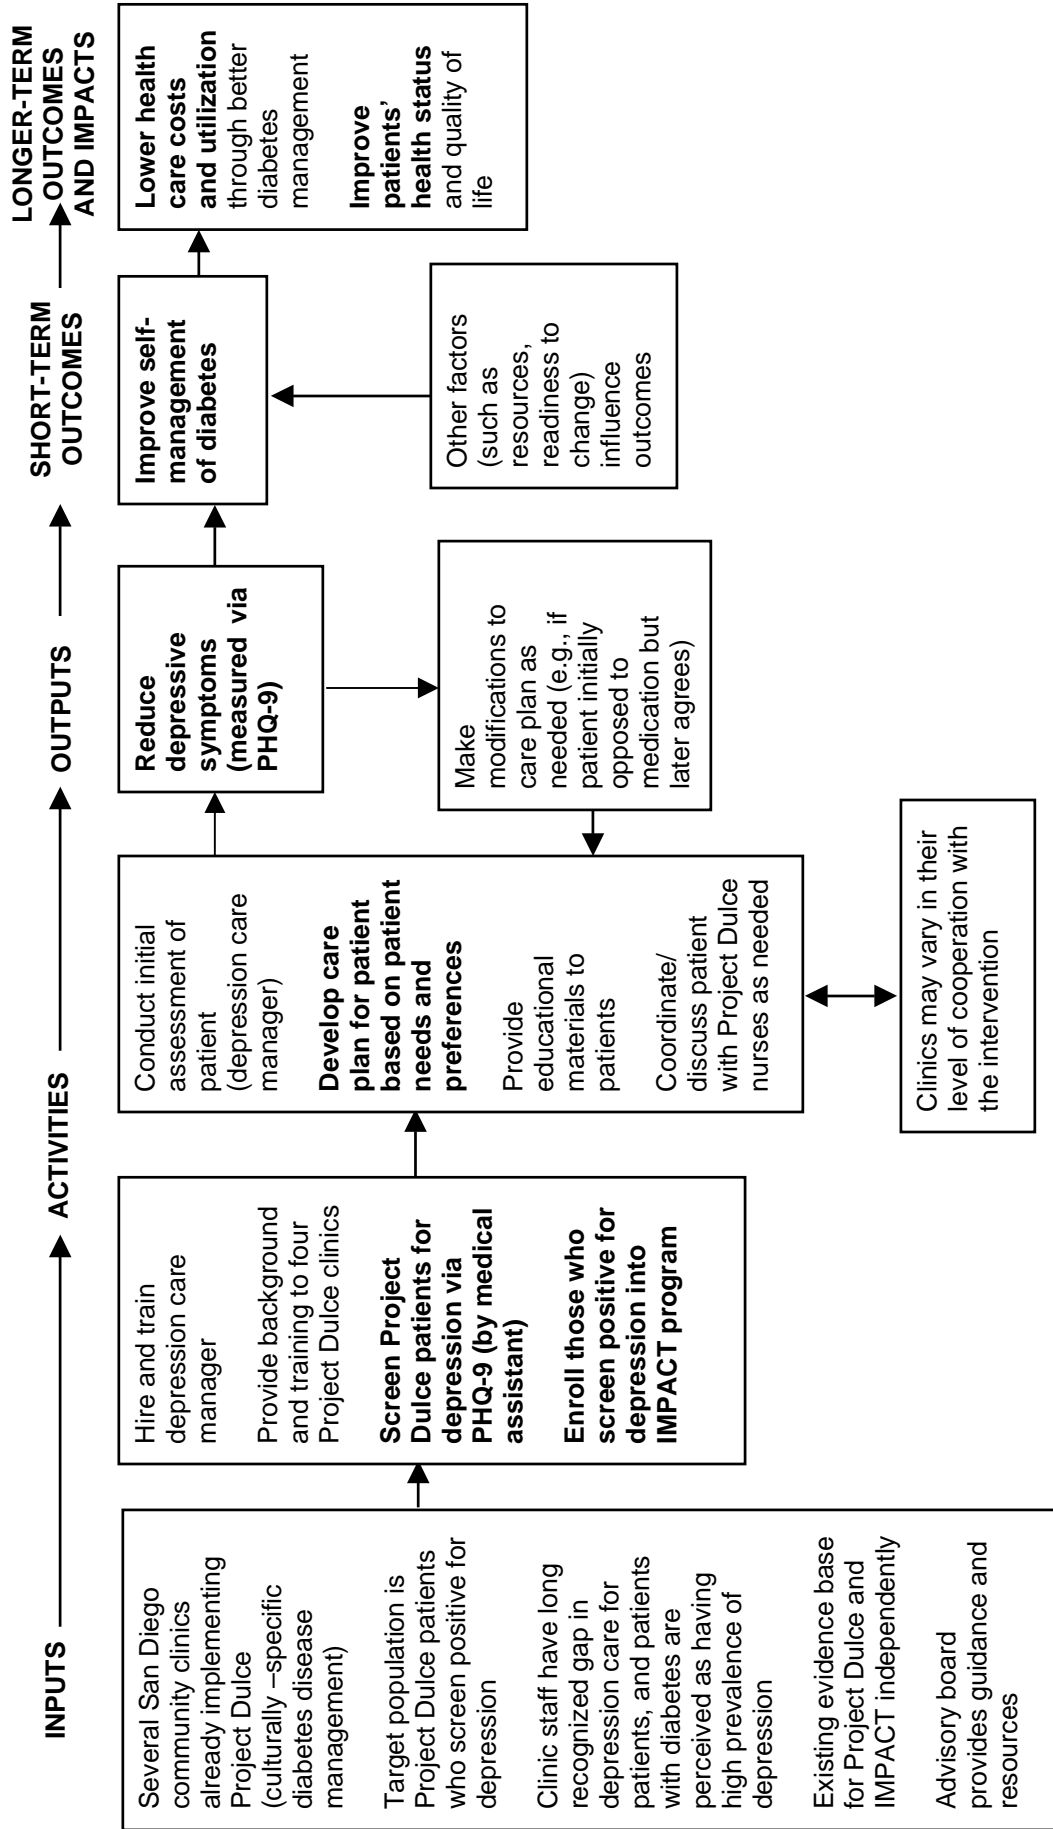 INPUTS
ACTIVITIES
OUTPUTS
SHORT-TERM
OUTCOMES
LONGER-TERM
OUTCOMES
AND IMPACTS
Several San Diego
community clinics
already implementing
Project Dulce
(culturally –specific
diabetes disease
management)
Target population is
Project Dulce patients
who screen positive for
depression
Clinic staff have long
recognized gap in
depression care for
patients, and patients
with diabetes are
perceived as having
high prevalence of
depression
Existing evidence base
for Project Dulce and
IMPACT independently
Advisory board
provides guidance and
resources
Hire and train
depression care
manager
Provide background
and training to four
Project Dulce clinics
Screen Project
Dulce patients for
depression via
PHQ-9 (by medical
assistant)
Enroll those who
screen positive for
depression into
IMPACT program
Conduct initial
assessment of
patient
(depression care
manager)
Develop care
plan for patient
based on patient
needs and
preferences
Provide
educational
materials to
patients
Coordinate/
discuss patient
with Project Dulce
nurses as needed
Clinics may vary in their
level of cooperation with
the intervention
Reduce
depressive
symptoms
(measured via
PHQ-9)
Make
modifications to
care plan as
needed (e.g., if
patient initially
opposed to
medication but
later agrees)
Improve self-
management
of diabetes
Other factors
(such as
resources,
readiness to
change)
influence
outcomes
Lower health
care costs
and utilization
through better
diabetes
management
Improve
patients'
health status
and quality of
life